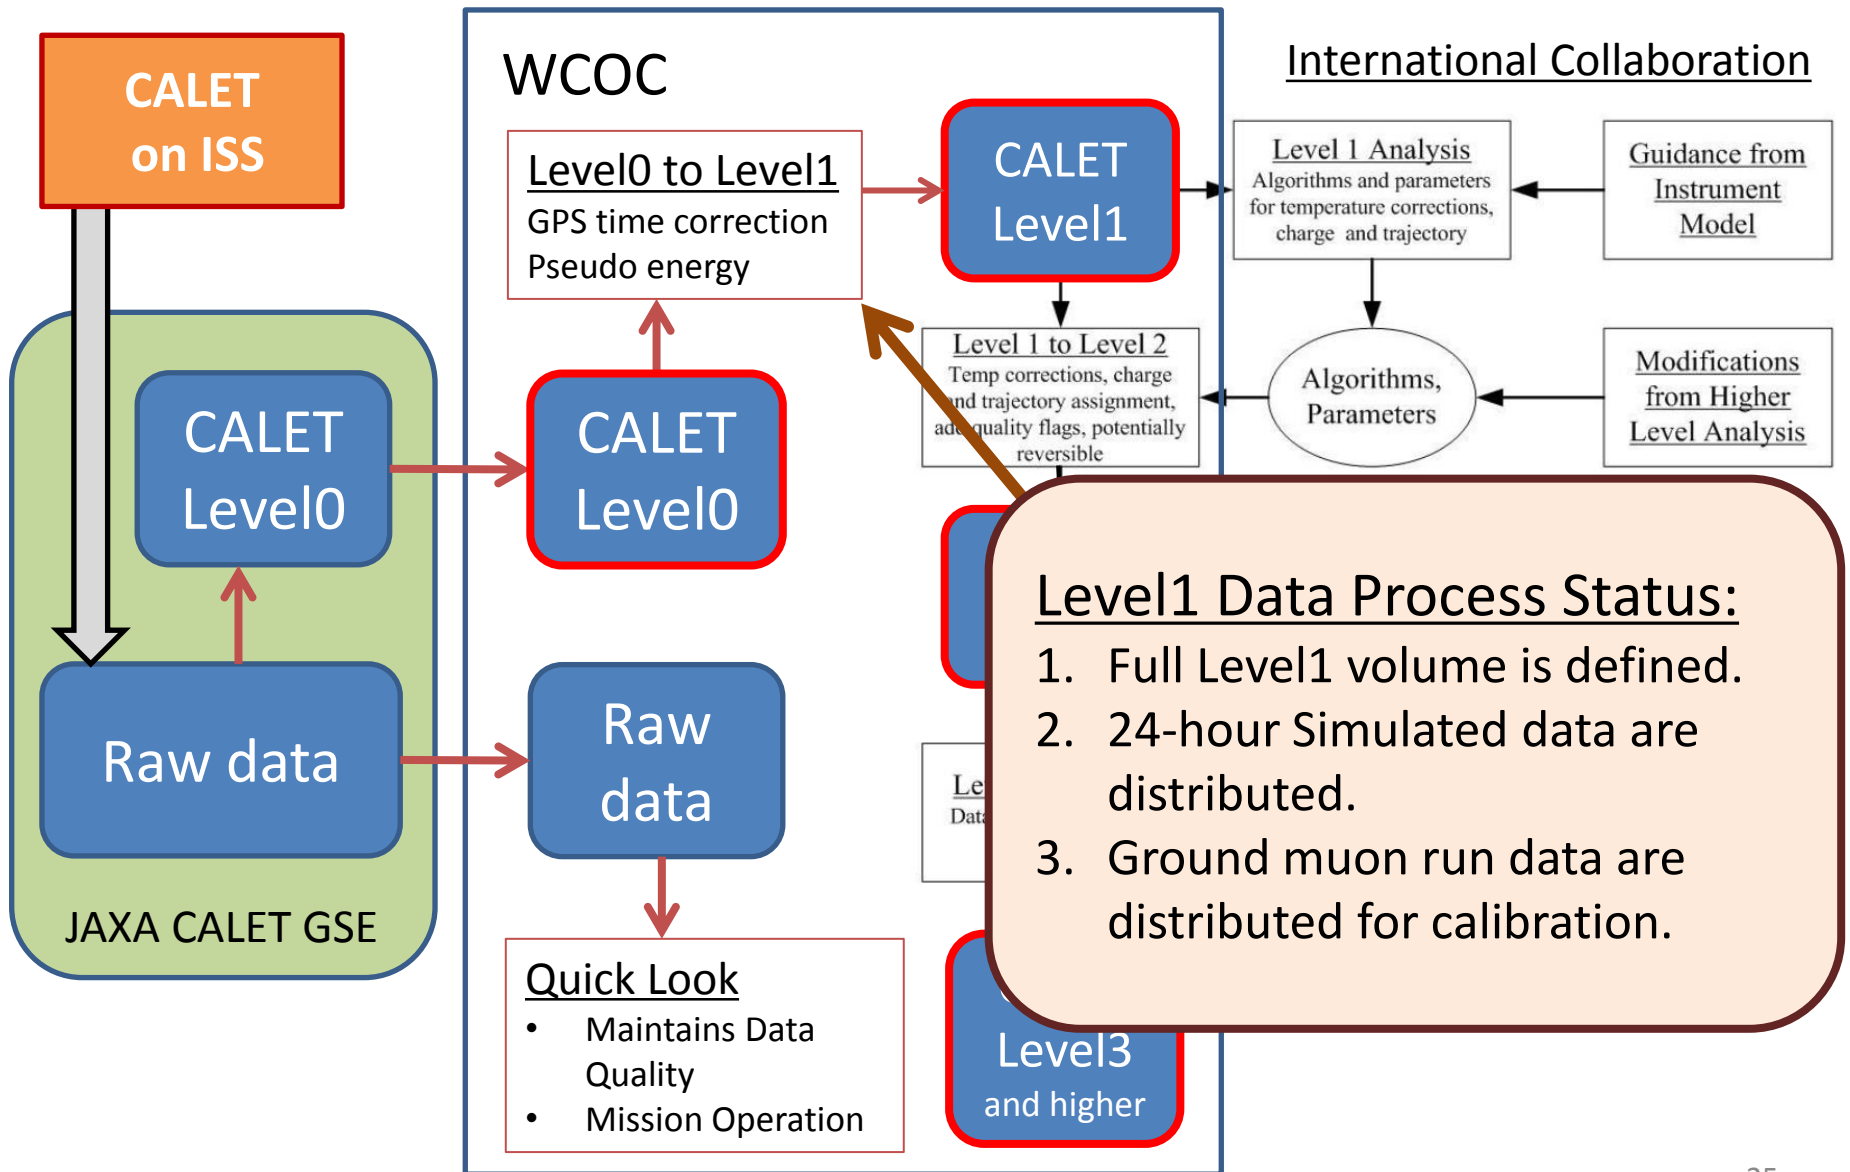 CALET
on ISS
WCOC
International Collaboration
Level0 to Level1
GPS time correction
Pseudo energy
CALET
Level1
Level 1 Analysis
Algorithms and parameters
for temperature corrections,
charge and trajectory
Guidance from
Instrument
Model
CALET
Level0
CALET
Level0
Level 1 to Level 2
Temp corrections, charge
and trajectory assignment,
add quality flags, potentially
reversible
Algorithms,
Parameters
Modifications
from Higher
Level Analysis
Raw data
Raw
data
JAXA CALET GSE
Level1 Data Process Status:
1. Full Level1 volume is defined.
2. 24-hour Simulated data are
distributed.
3. Ground muon run data are
distributed for calibration.
Quick Look
• Maintains Data
Quality
• Mission Operation
Level3
and higher